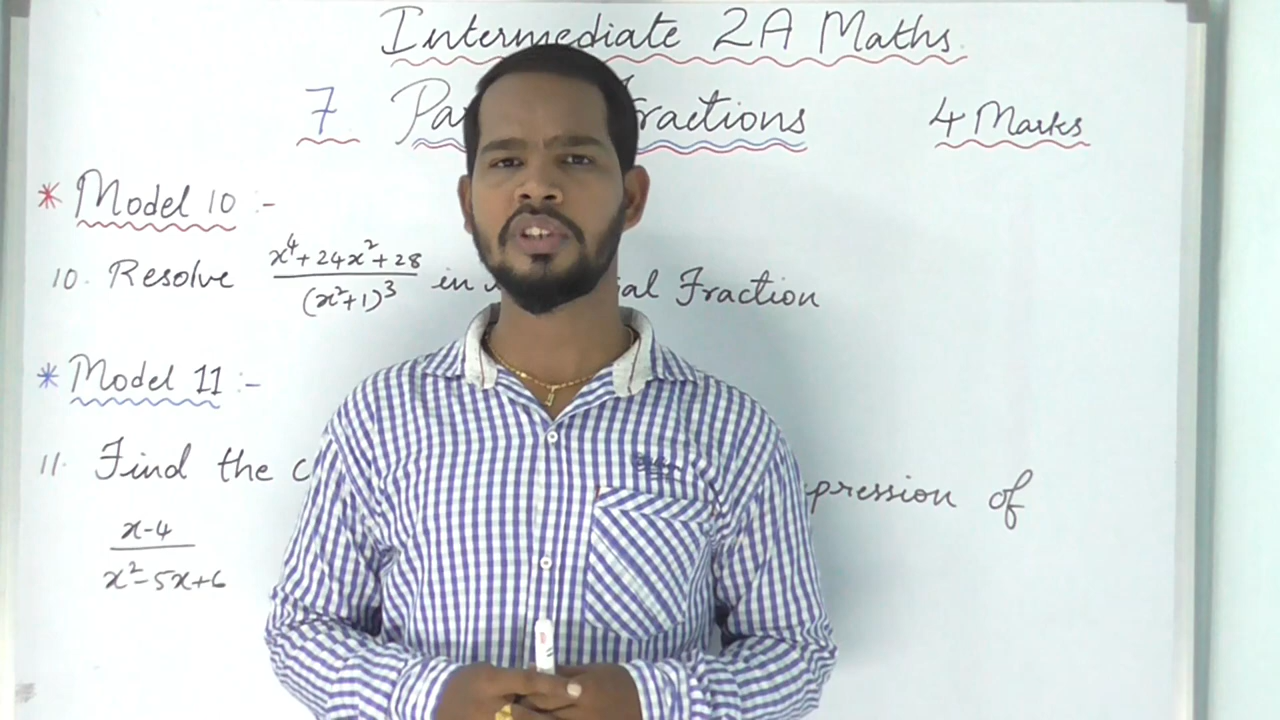 Intermediate 2A Maths
7 Pa ractions 4 Marks
* Model 10 :-
10. Resolve x⁴+24x²+28 / (x²+1)³ in ial Fraction
* Model 11 :-
11. Find the c pression of
x-4 / x²-5x+6